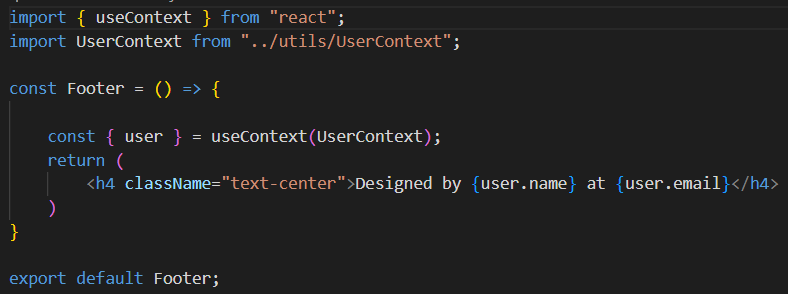 import { useContext } from "react";
import UserContext from "../utils/UserContext";
const Footer = () => {
const { user } = useContext(UserContext);
return (
<h4 className="text-center">Designed by {user.name} at {user.email}</h4>
)
}
export default Footer;